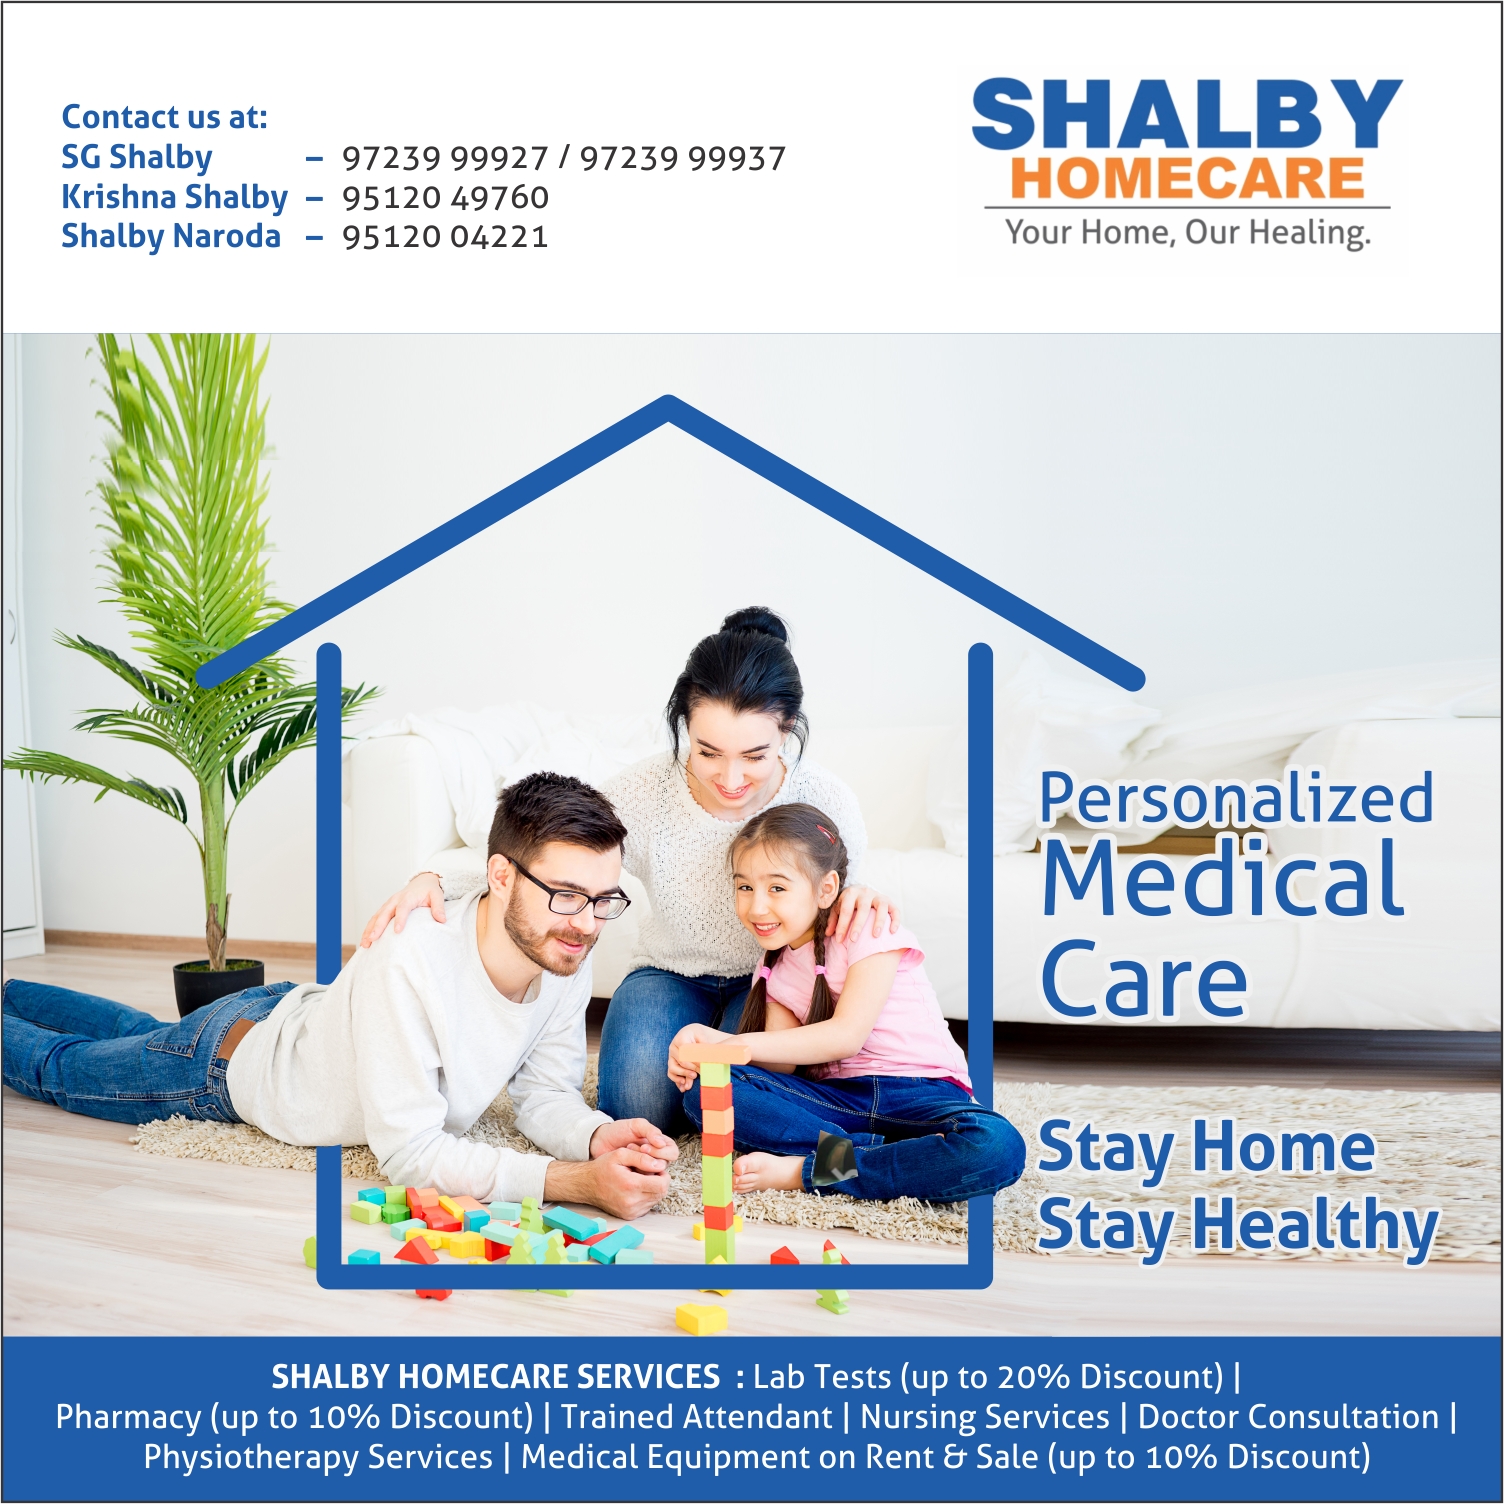 Contact us at:
SG Shalby – 97239 99927 / 97239 99937
Krishna Shalby – 95120 49760
Shalby Naroda – 95120 04221
SHALBY
HOMECARE
Your Home, Our Healing.
Personalized
Medical
Care
Stay Home
Stay Healthy
SHALBY HOMECARE SERVICES : Lab Tests (up to 20% Discount) |
Pharmacy (up to 10% Discount) | Trained Attendant | Nursing Services | Doctor Consultation |
Physiotherapy Services | Medical Equipment on Rent & Sale (up to 10% Discount)